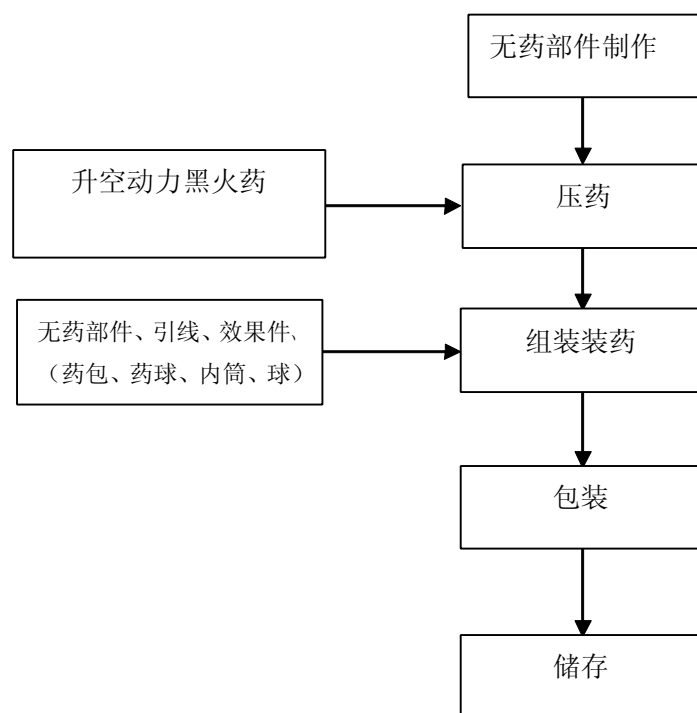 无药部件制作
升空动力黑火药
压药
无药部件、引线、效果件、
（药包、药球、内筒、球）
组装装药
包装
储存